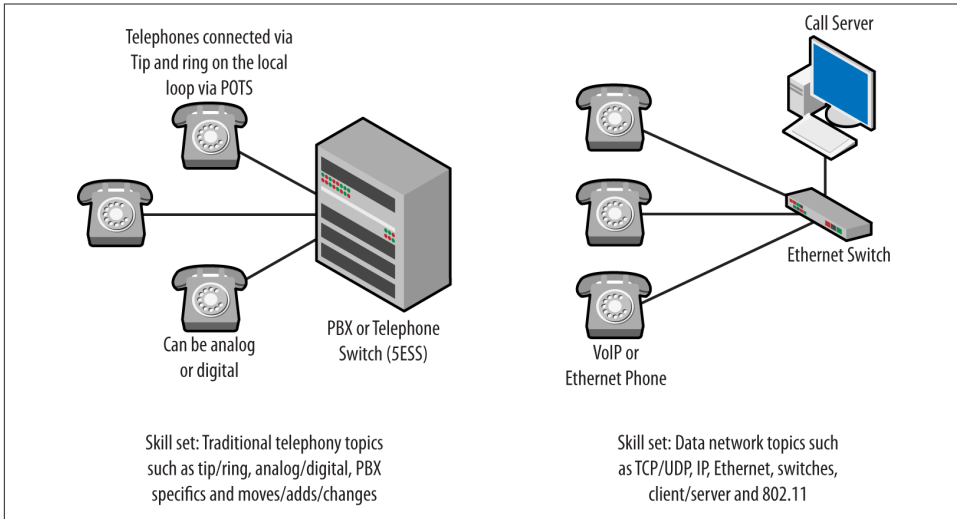 Telephones connected via
Tip and ring on the local
loop via POTS
Can be analog
or digital
PBX or Telephone
Switch (5ESS)
Skill set: Traditional telephony topics
such as tip/ring, analog/digital, PBX
specifics and moves/adds/changes
Call Server
Ethernet Switch
VoIP or
Ethernet Phone
Skill set: Data network topics such
as TCP/UDP, IP, Ethernet, switches,
client/server and 802.11